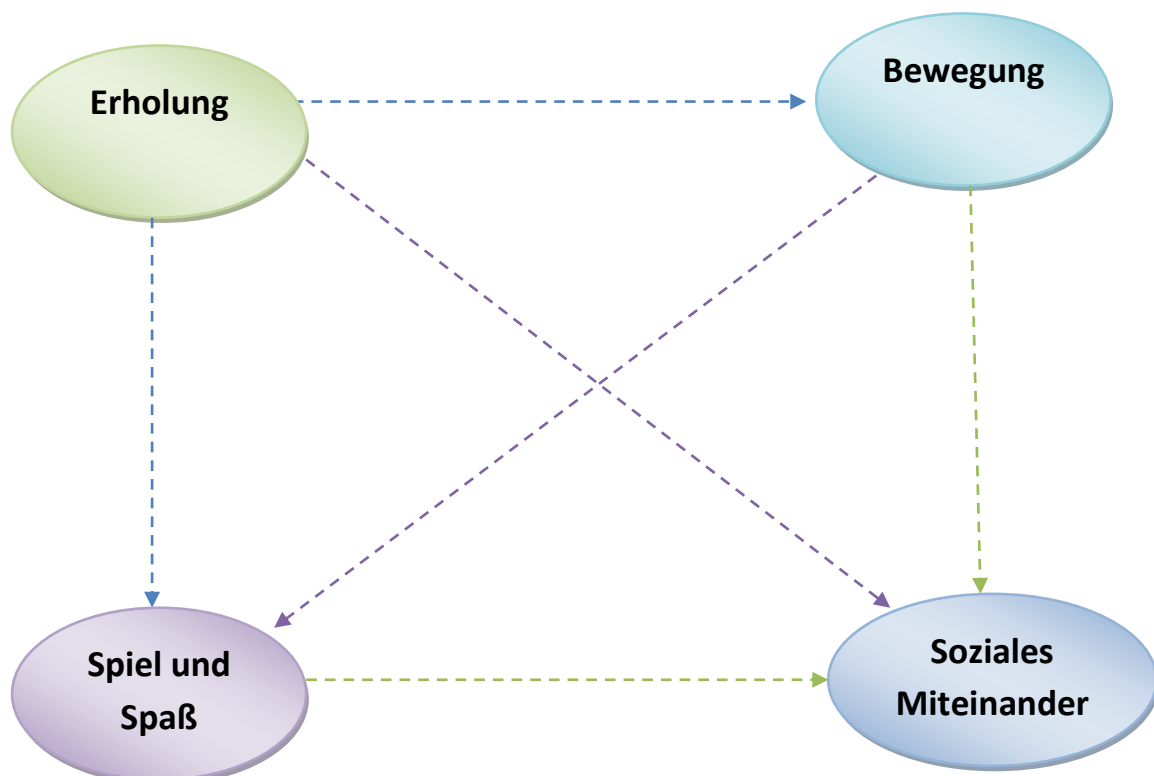 Erholung
Bewegung
Spiel und
Spaß
Soziales
Miteinander